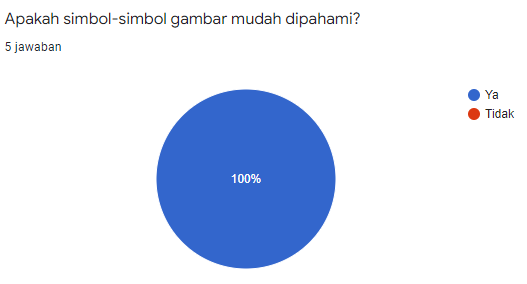 Apakah simbol-simbol gambar mudah dipahami?
5 jawaban
Ya
Tidak
100%